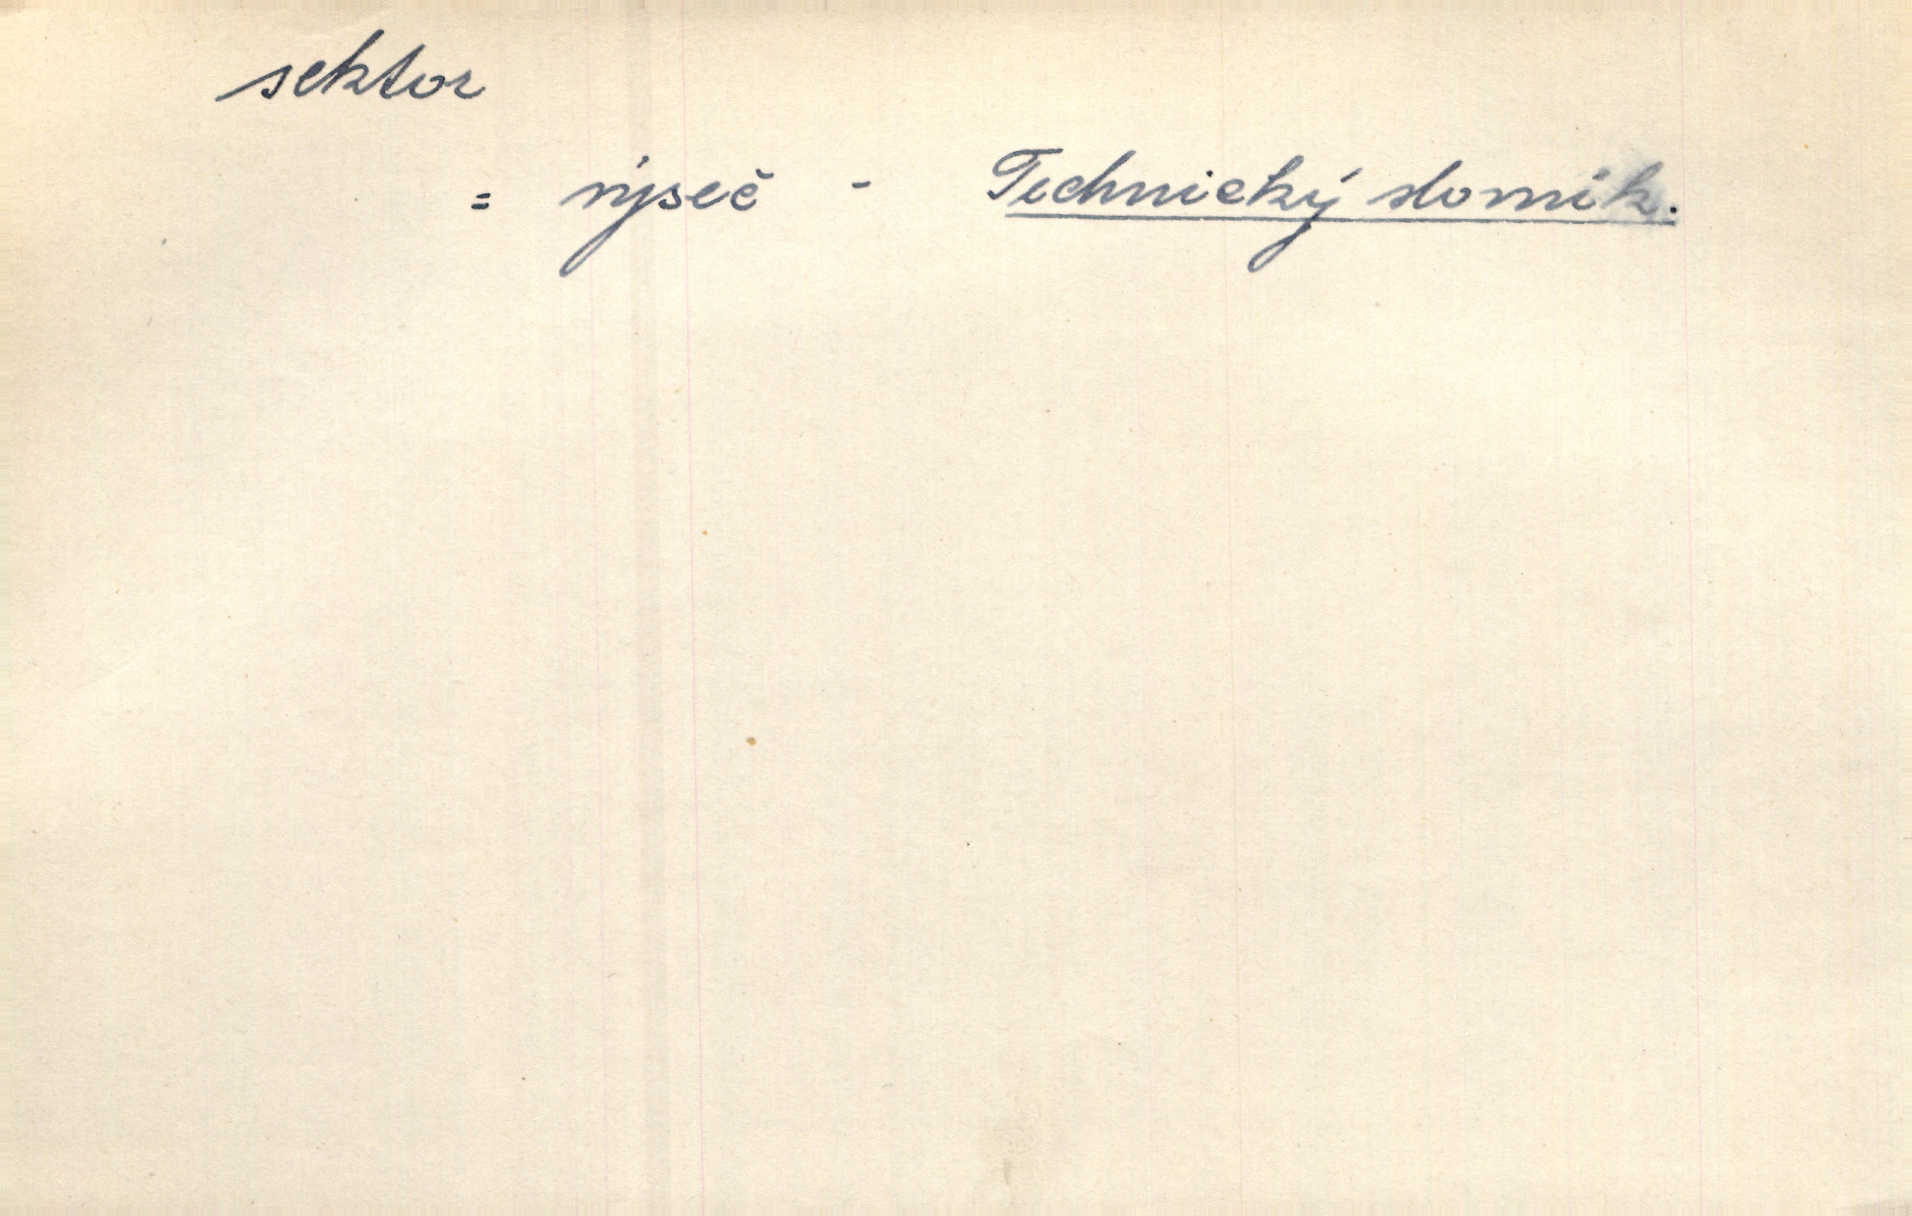 sektor
= výseč - Technický slovník.